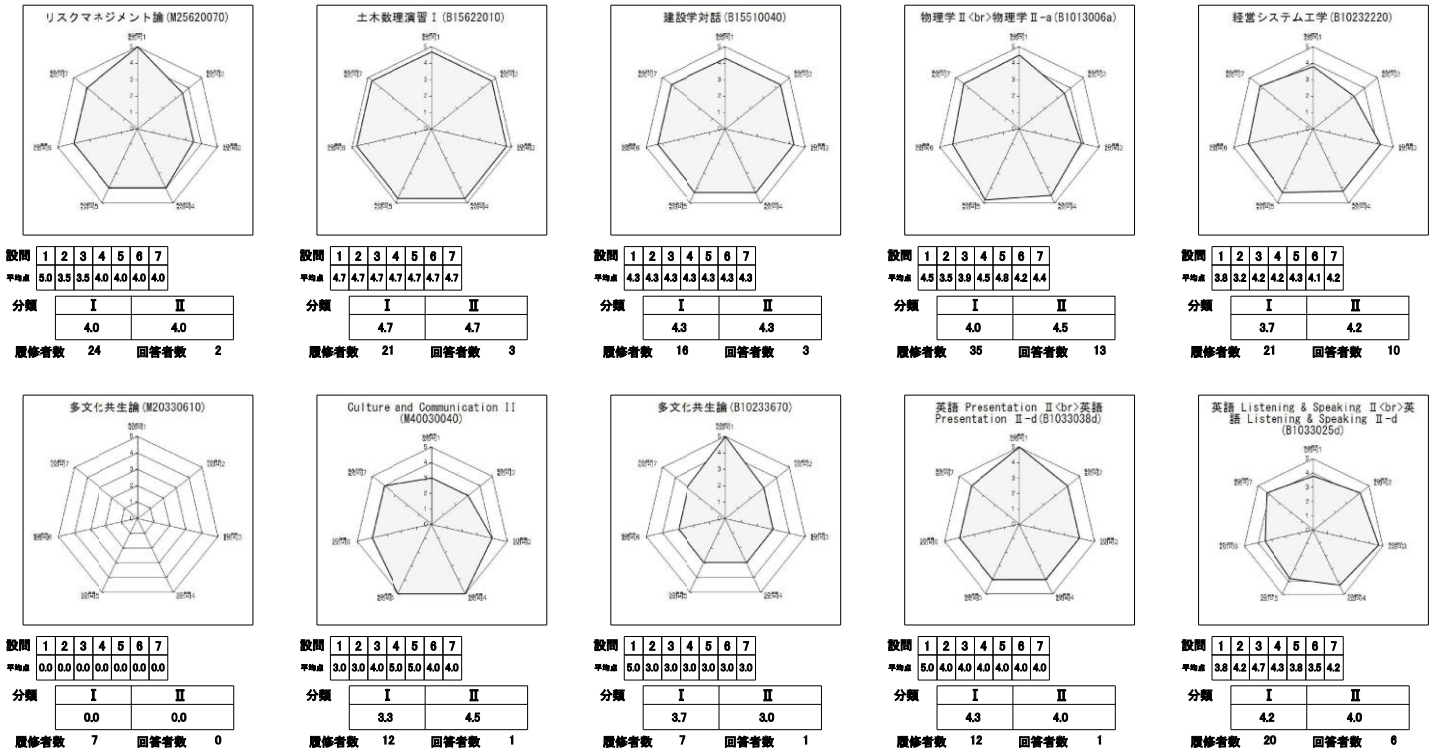 リスクマネジメント論(M25620070)
設問 1 2 3 4 5 6 7
平均点 5.0 3.5 3.5 4.0 4.0 4.0 4.0
分類 Ⅰ Ⅱ
4.0 4.0
履修者数 24 回答者数 2
土木数理演習Ⅰ(B15622010)
設問 1 2 3 4 5 6 7
平均点 4.7 4.7 4.7 4.7 4.7 4.7 4.7
分類 Ⅰ Ⅱ
4.7 4.7
履修者数 21 回答者数 3
建設学対話(B15510040)
設問 1 2 3 4 5 6 7
平均点 4.3 4.3 4.3 4.3 4.3 4.3 4.3
分類 Ⅰ Ⅱ
4.3 4.3
履修者数 16 回答者数 3
物理学Ⅱ<br>物理学Ⅱ-a(B1013006a)
設問 1 2 3 4 5 6 7
平均点 4.5 3.5 3.9 4.5 4.8 4.2 4.4
分類 Ⅰ Ⅱ
4.0 4.5
履修者数 35 回答者数 13
経営システム工学(B10232220)
設問 1 2 3 4 5 6 7
平均点 3.8 3.2 4.2 4.2 4.3 4.1 4.2
分類 Ⅰ Ⅱ
3.7 4.2
履修者数 21 回答者数 10
多文化共生論(M20330610)
設問 1 2 3 4 5 6 7
平均点 0.0 0.0 0.0 0.0 0.0 0.0 0.0
分類 Ⅰ Ⅱ
0.0 0.0
履修者数 7 回答者数 0
Culture and Communication II
(M40030040)
設問 1 2 3 4 5 6 7
平均点 3.0 3.0 4.0 5.0 5.0 4.0 4.0
分類 Ⅰ Ⅱ
3.3 4.5
履修者数 12 回答者数 1
多文化共生論(B10233670)
設問 1 2 3 4 5 6 7
平均点 5.0 3.0 3.0 3.0 3.0 3.0 3.0
分類 Ⅰ Ⅱ
3.7 3.0
履修者数 7 回答者数 1
英語 Presentation Ⅱ<br>英語
Presentation Ⅱ-d(B1033038d)
設問 1 2 3 4 5 6 7
平均点 5.0 4.0 4.0 4.0 4.0 4.0 4.0
分類 Ⅰ Ⅱ
4.3 4.0
履修者数 12 回答者数 1
英語 Listening & Speaking Ⅱ<br>英
語 Listening & Speaking Ⅱ-d
(B1033025d)
設問 1 2 3 4 5 6 7
平均点 3.8 4.2 4.7 4.3 3.8 3.5 4.2
分類 Ⅰ Ⅱ
4.2 4.0
履修者数 20 回答者数 6